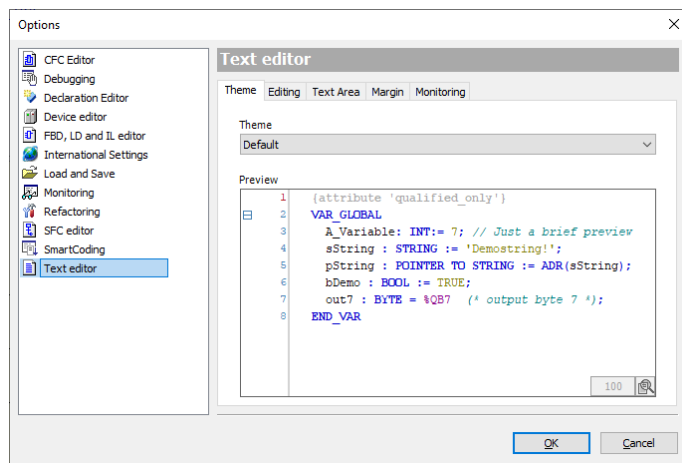 Options
CFC Editor
Debugging
Declaration Editor
Device editor
FBD, LD and IL editor
International Settings
Load and Save
Monitoring
Refactoring
SFC editor
SmartCoding
Text editor
Text editor
Theme Editing Text Area Margin Monitoring
Theme
Default
Preview
1 {attribute 'qualified_only'}
2 VAR_GLOBAL
3 A_Variable: INT:= 7; // Just a brief preview
4 sString : STRING := 'Demostring!';
5 pString : POINTER TO STRING := ADR(sString);
6 bDemo : BOOL := TRUE;
7 out7 : BYTE = %QB7 (* output byte 7 *);
8 END_VAR
100
OK Cancel